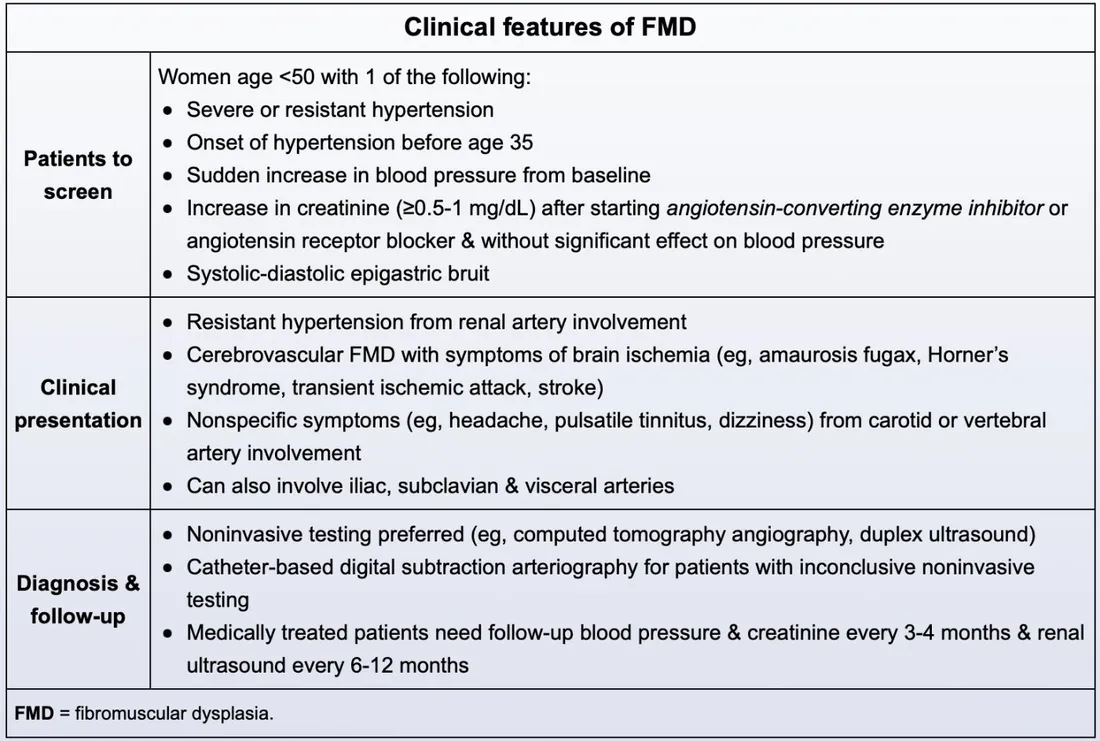 Clinical features of FMD
Patients to
screen
Women age <50 with 1 of the following:
● Severe or resistant hypertension
● Onset of hypertension before age 35
● Sudden increase in blood pressure from baseline
● Increase in creatinine (≥0.5-1 mg/dL) after starting angiotensin-converting enzyme inhibitor or
angiotensin receptor blocker & without significant effect on blood pressure
● Systolic-diastolic epigastric bruit
Clinical
presentation
● Resistant hypertension from renal artery involvement
● Cerebrovascular FMD with symptoms of brain ischemia (eg, amaurosis fugax, Horner's
syndrome, transient ischemic attack, stroke)
● Nonspecific symptoms (eg, headache, pulsatile tinnitus, dizziness) from carotid or vertebral
artery involvement
● Can also involve iliac, subclavian & visceral arteries
Diagnosis &
follow-up
● Noninvasive testing preferred (eg, computed tomography angiography, duplex ultrasound)
● Catheter-based digital subtraction arteriography for patients with inconclusive noninvasive
testing
● Medically treated patients need follow-up blood pressure & creatinine every 3-4 months & renal
ultrasound every 6-12 months
FMD = fibromuscular dysplasia.